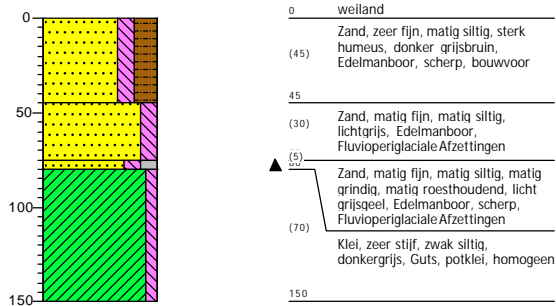 0
50
100
150
0 weiland
(45)
Zand, zeer fijn, matig siltig, sterk
humeus, donker grijsbruin,
Edelmanboor, scherp, bouwvoor
45
(30)
Zand, matig fijn, matig siltig,
lichtgrijs, Edelmanboor,
Fluvioperiglaciale Afzettingen
(5)
Zand, matig fijn, matig siltig, matig
grindig, matig roesthoudend, licht
grijsgeel, Edelmanboor, scherp,
Fluvioperiglaciale Afzettingen
(70)
Klei, zeer stijf, zwak siltig,
donkergrijs, Guts, potklei, homogeen
150